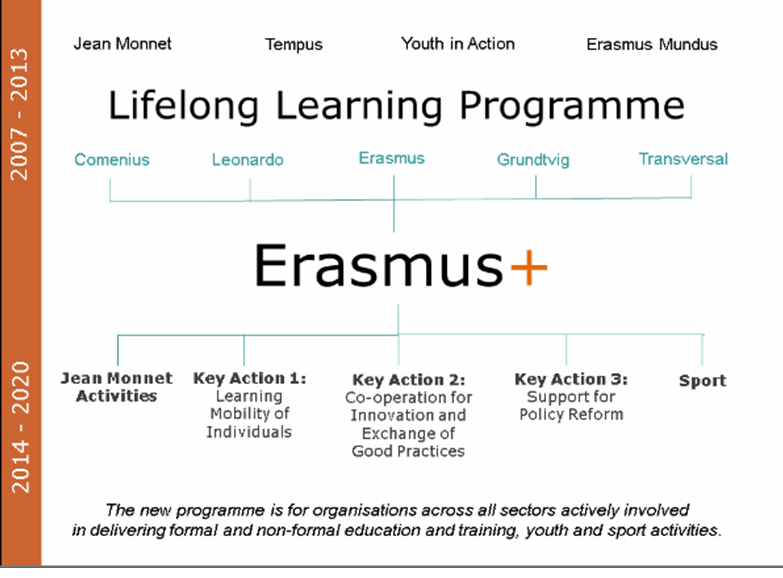 2007 - 2013
Jean Monnet Tempus Youth in Action Erasmus Mundus
Lifelong Learning Programme
Comenius Leonardo Erasmus Grundtvig Transversal
Erasmus+
2014 - 2020
Jean Monnet
Activities
Key Action 1:
Learning
Mobility of
Individuals
Key Action 2:
Co-operation for
Innovation and
Exchange of
Good Practices
Key Action 3:
Support for
Policy Reform
Sport
The new programme is for organisations across all sectors actively involved
in delivering formal and non-formal education and training, youth and sport activities.